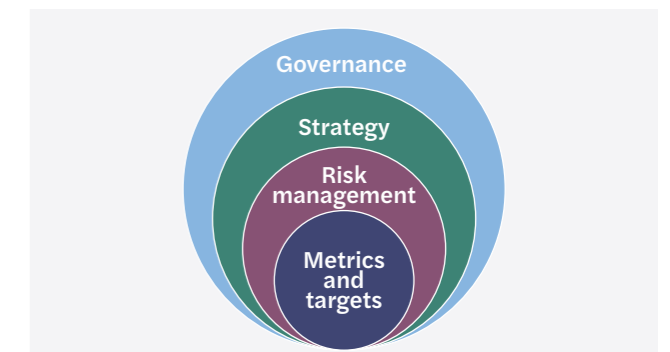 Governance
Strategy
Risk
management
Metrics
and
targets